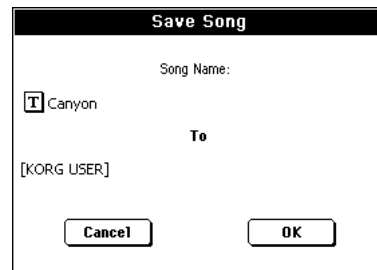 Save Song
Song Name:
T Canyon
To
[KORG USER]
Cancel OK